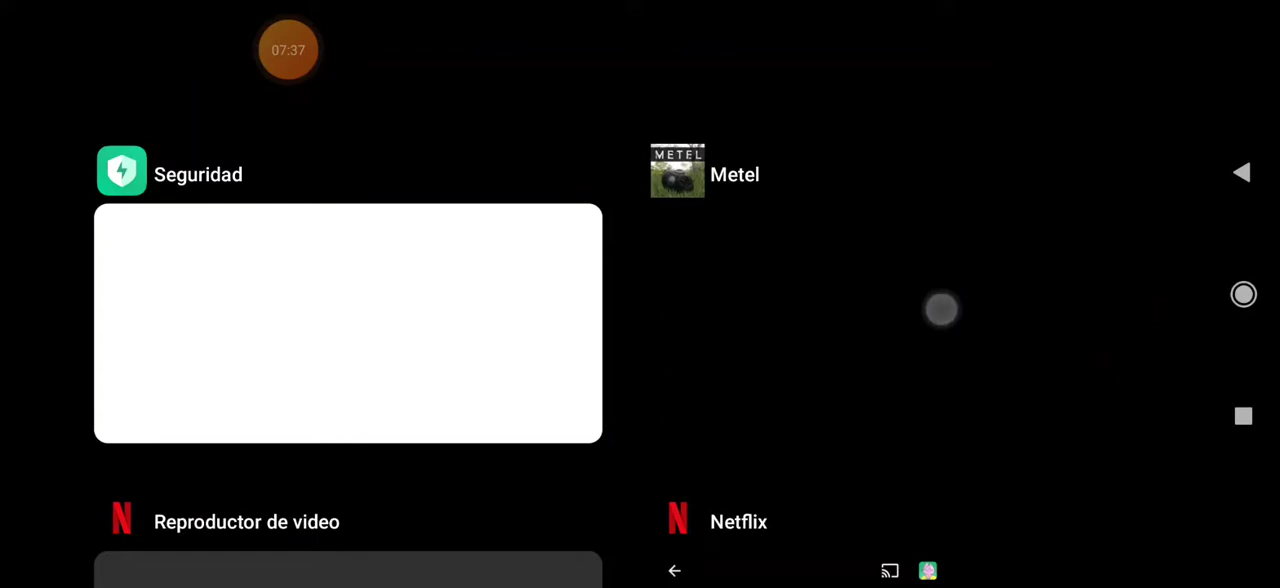 07:37
Seguridad
METEL
Metel
N
Reproductor de video
N
Netflix